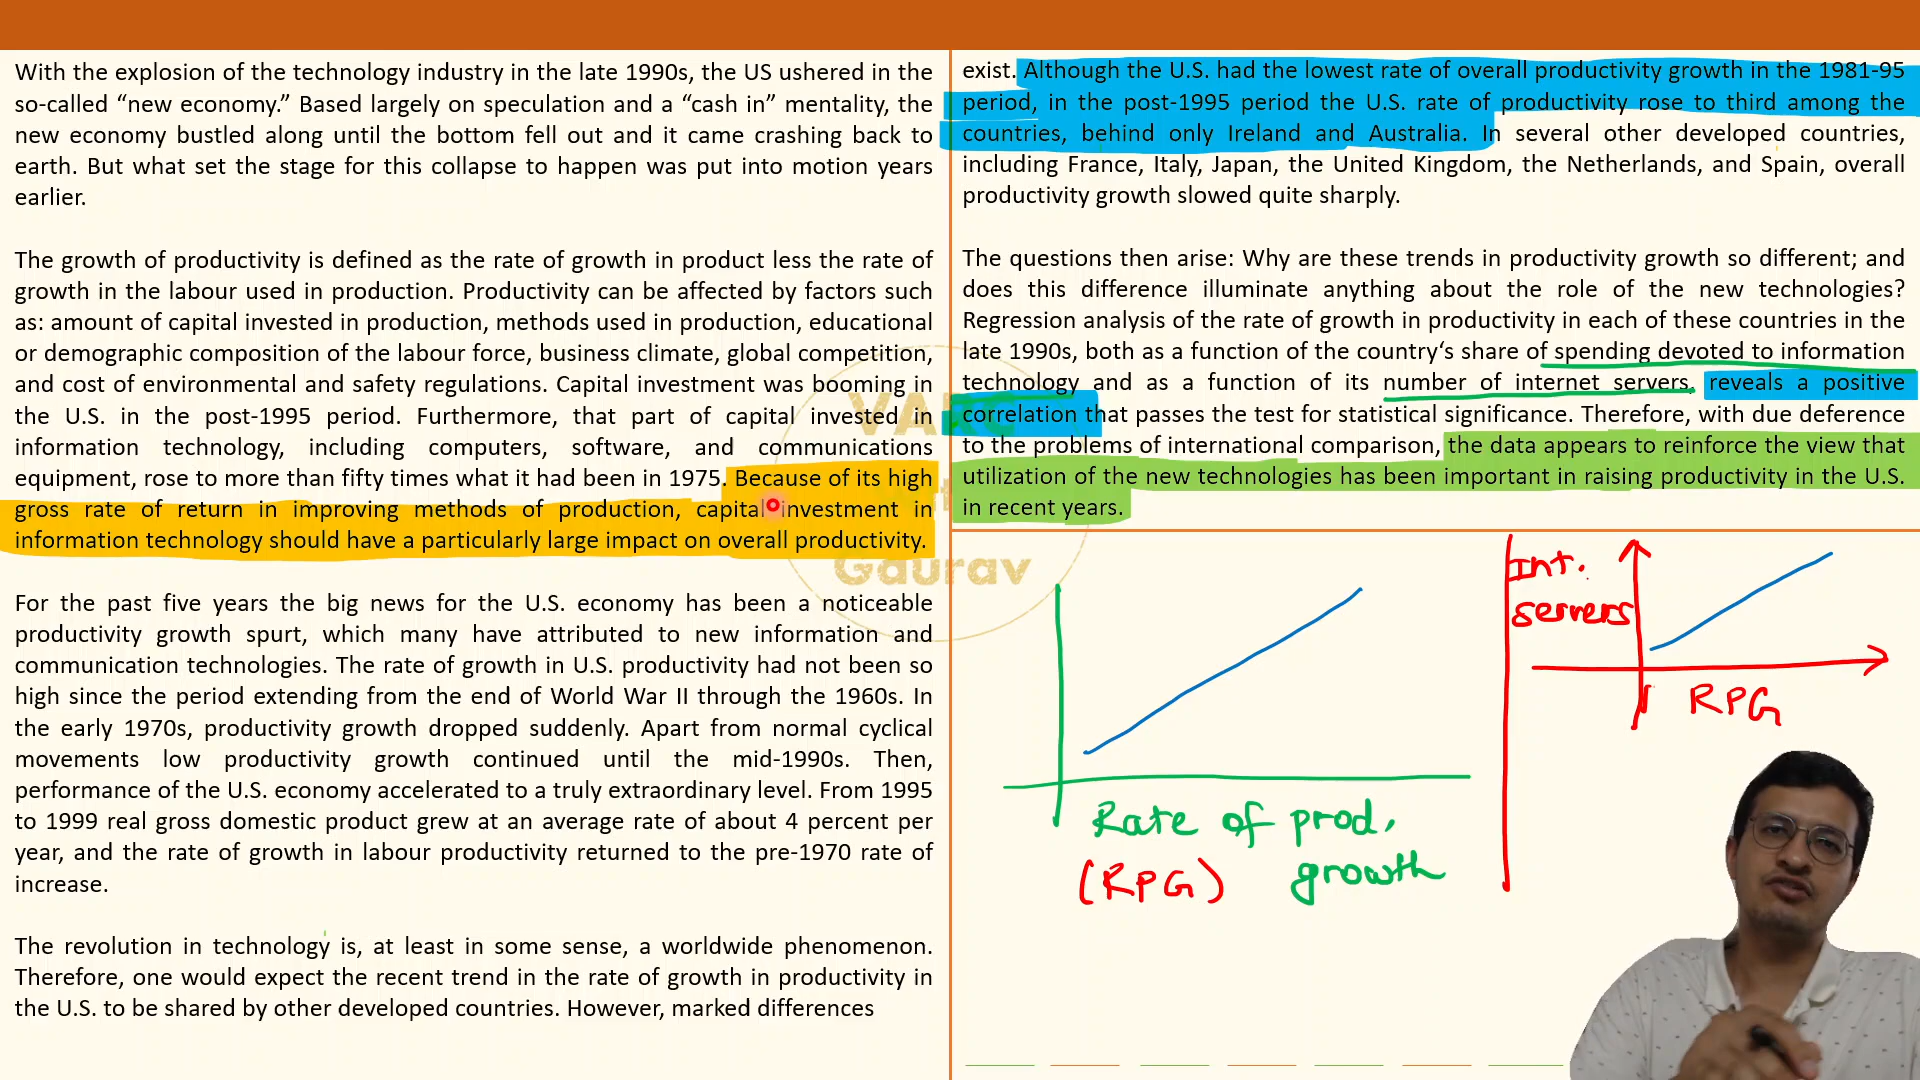 With the explosion of the technology industry in the late 1990s, the US ushered in the
so-called “new economy.” Based largely on speculation and a “cash in” mentality, the
new economy bustled along until the bottom fell out and it came crashing back to
earth. But what set the stage for this collapse to happen was put into motion years
earlier.
The growth of productivity is defined as the rate of growth in product less the rate of
growth in the labour used in production. Productivity can be affected by factors such
as: amount of capital invested in production, methods used in production, educational
or demographic composition of the labour force, business climate, global competition,
and cost of environmental and safety regulations. Capital investment was booming in
the U.S. in the post-1995 period. Furthermore, that part of capital invested in
information technology, including computers, software, and communications
equipment, rose to more than fifty times what it had been in 1975. Because of its high
gross rate of return in improving methods of production, capital investment in
information technology should have a particularly large impact on overall productivity.
For the past five years the big news for the U.S. economy has been a noticeable
productivity growth spurt, which many have attributed to new information and
communication technologies. The rate of growth in U.S. productivity had not been so
high since the period extending from the end of World War II through the 1960s. In
the early 1970s, productivity growth dropped suddenly. Apart from normal cyclical
movements low productivity growth continued until the mid-1990s. Then,
performance of the U.S. economy accelerated to a truly extraordinary level. From 1995
to 1999 real gross domestic product grew at an average rate of about 4 percent per
year, and the rate of growth in labour productivity returned to the pre-1970 rate of
increase.
The revolution in technology is, at least in some sense, a worldwide phenomenon.
Therefore, one would expect the recent trend in the rate of growth in productivity in
the U.S. to be shared by other developed countries. However, marked differences
exist. Although the U.S. had the lowest rate of overall productivity growth in the 1981-95
period, in the post-1995 period the U.S. rate of productivity rose to third among the
countries, behind only Ireland and Australia. In several other developed countries,
including France, Italy, Japan, the United Kingdom, the Netherlands, and Spain, overall
productivity growth slowed quite sharply.
The questions then arise: Why are these trends in productivity growth so different; and
does this difference illuminate anything about the role of the new technologies?
Regression analysis of the rate of growth in productivity in each of these countries in the
late 1990s, both as a function of the country‘s share of spending devoted to information
technology and as a function of its number of internet servers, reveals a positive
correlation that passes the test for statistical significance. Therefore, with due deference
to the problems of international comparison, the data appears to reinforce the view that
utilization of the new technologies has been important in raising productivity in the U.S.
in recent years.
VARC
Gaurav
Rate of prod.
(RPG) growth
Int.
servers
RPG